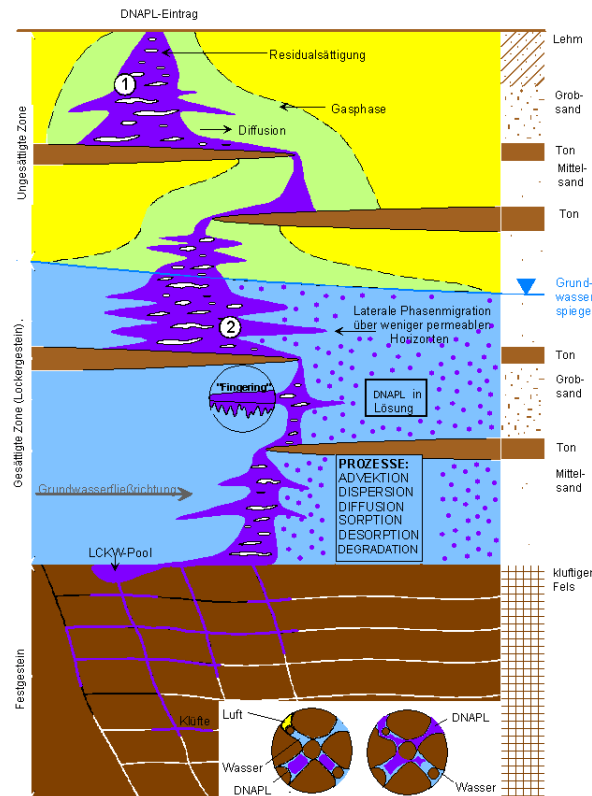 DNAPL-Eintrag
Residualsättigung
Lehm
1
Gasphase
Grob-
sand
Diffusion
Ungesättigte Zone
Ton
Mittel-
sand
Ton
Grund-
wasser-
spiege
Laterale Phasenmigration
über weniger permeablen
Horizonten
2
Ton
"Fingering"
Grob-
sand
DNAPL in
Lösung
Gesättigte Zone (Lockergestein).
Ton
PROZESSE:
ADVEKTION
DISPERSION
DIFFUSION
SORPTION
DESORPTION
DEGRADATION
Mittel-
sand
Grundwasserfließrichtung
LCKW-Pool
kluftiger
Fels
Festgestein
Klüfte
Luft
Wasser
DNAPL
DNAPL
Wasser